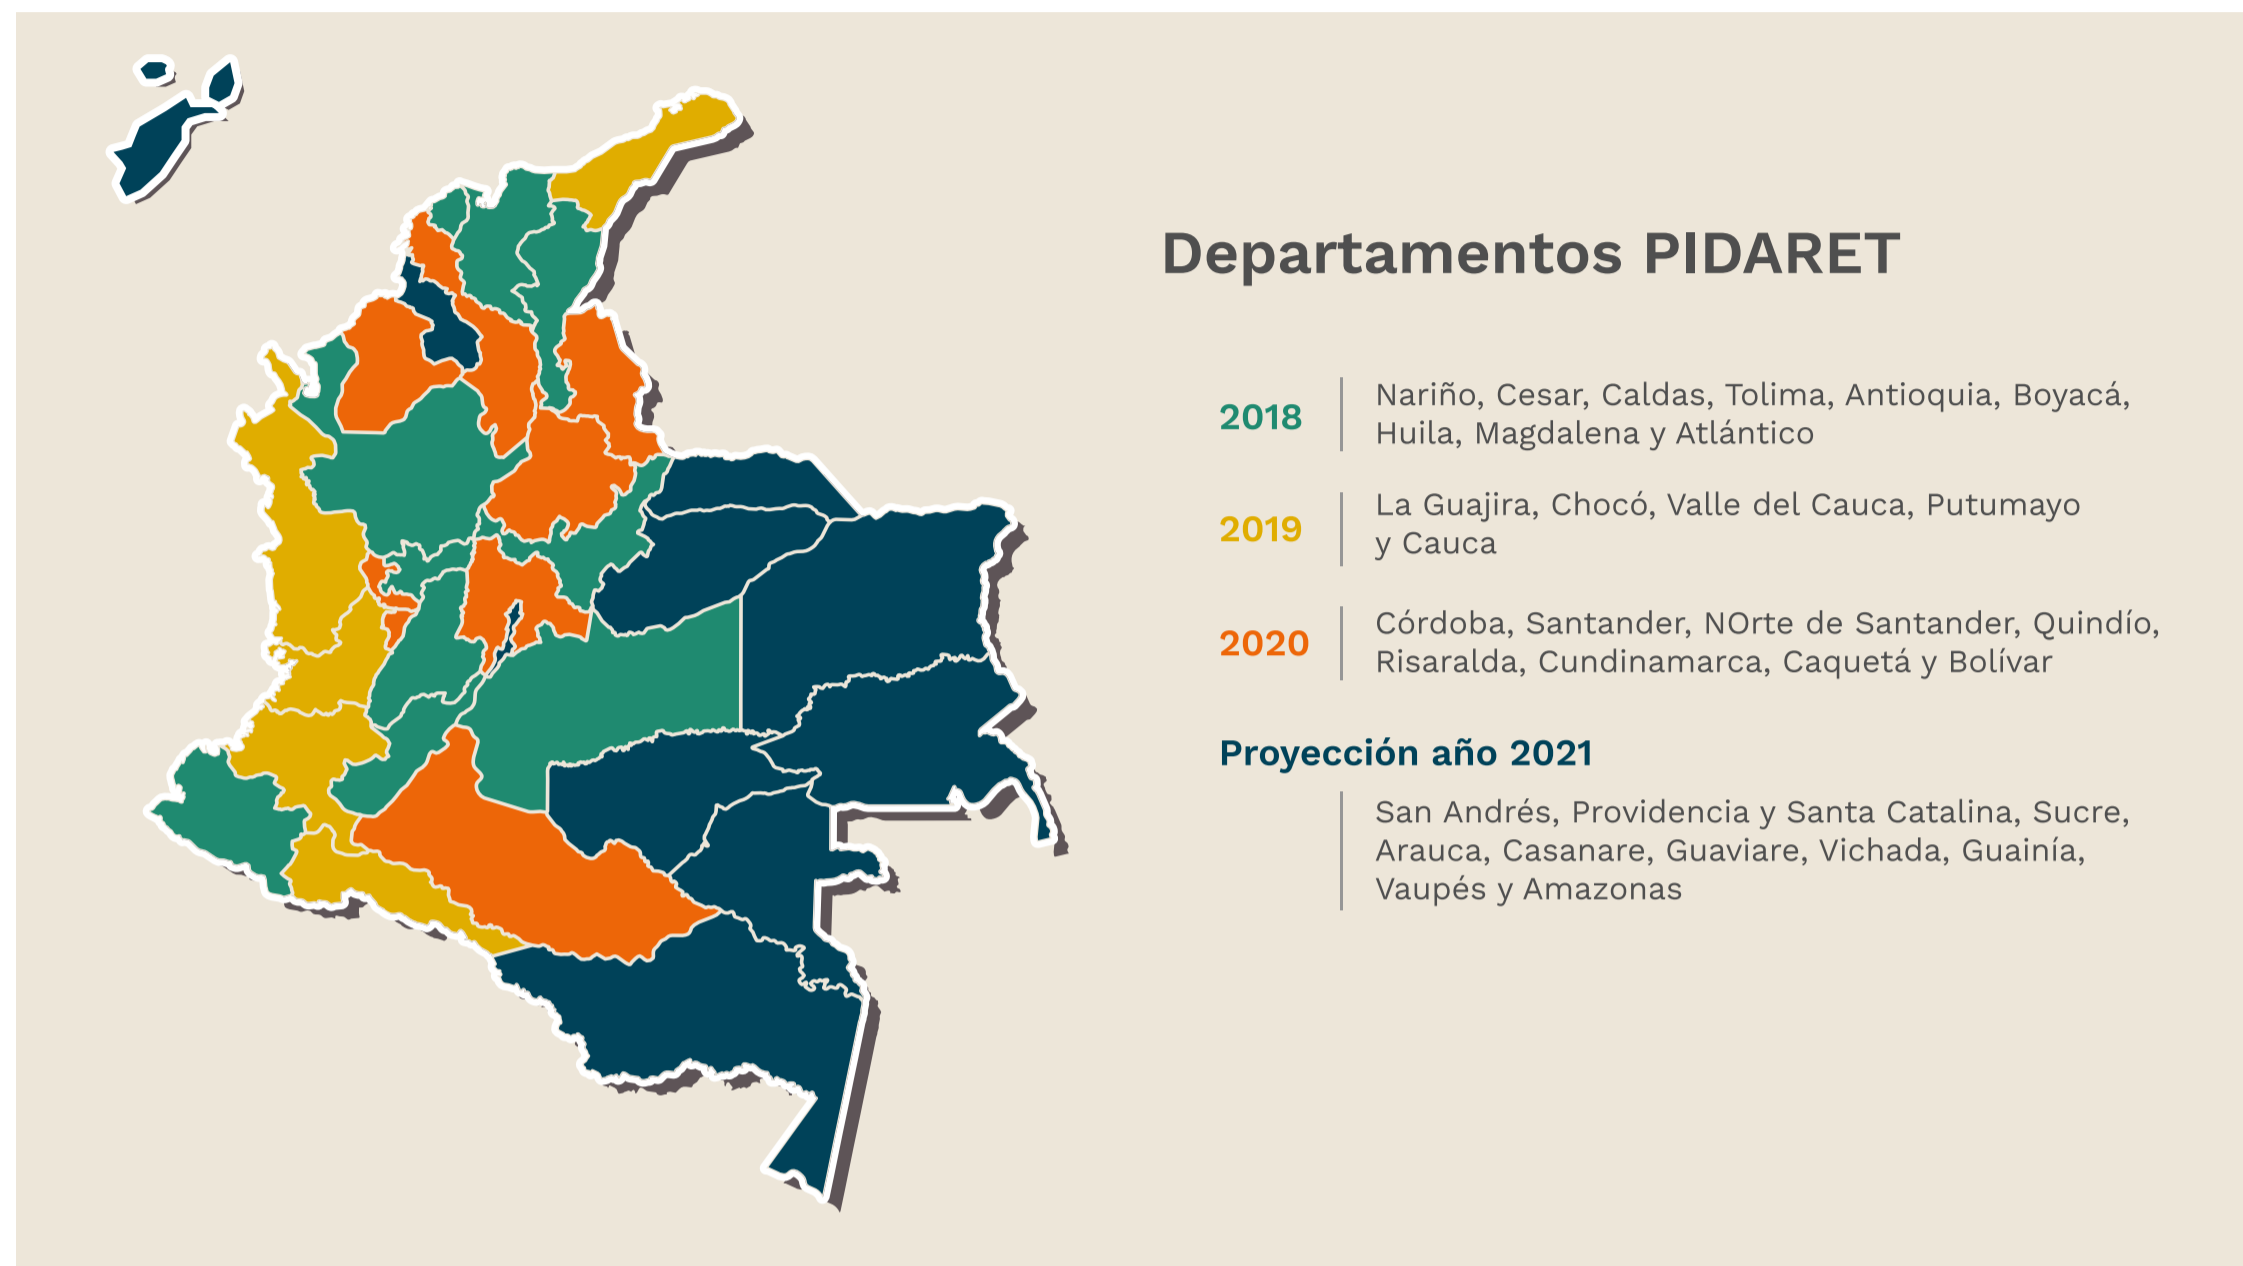 Departamentos PIDARET
2018
Nariño, Cesar, Caldas, Tolima, Antioquia, Boyacá,
Huila, Magdalena y Atlántico
2019
La Guajira, Chocó, Valle del Cauca, Putumayo
y Cauca
2020
Córdoba, Santander, NOrte de Santander, Quindío,
Risaralda, Cundinamarca, Caquetá y Bolívar
Proyección año 2021
San Andrés, Providencia y Santa Catalina, Sucre,
Arauca, Casanare, Guaviare, Vichada, Guainía,
Vaupés y Amazonas